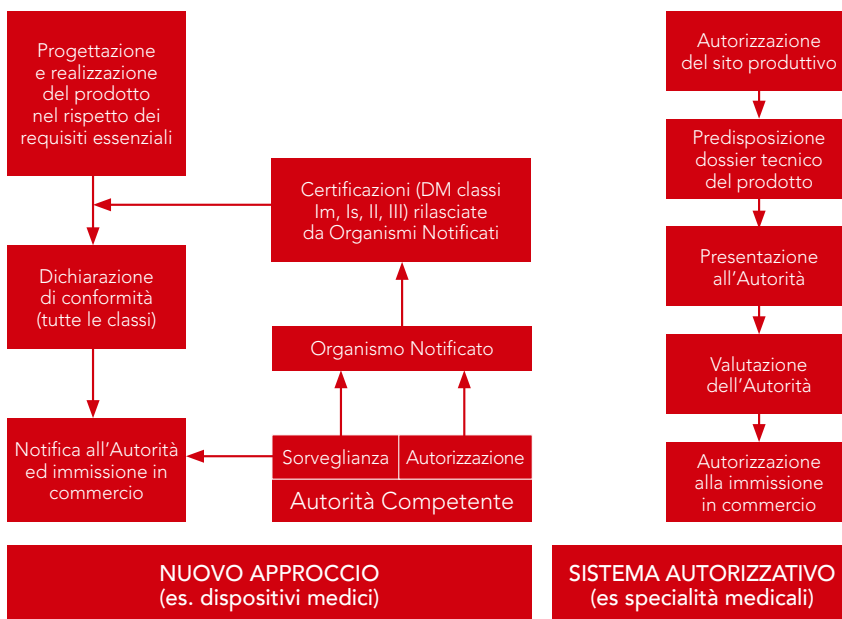 Progettazione
e realizzazione
del prodotto
nel rispetto dei
requisiti essenziali
Certificazioni (DM classi
Im, Is, II, III) rilasciate
da Organismi Notificati
Dichiarazione
di conformità
(tutte le classi)
Organismo Notificato
Notifica all'Autorità
ed immissione in
commercio
Sorveglianza
Autorizzazione
Autorità Competente
NUOVO APPROCCIO
(es. dispositivi medici)
Autorizzazione
del sito produttivo
Predisposizione
dossier tecnico
del prodotto
Presentazione
all'Autorità
Valutazione
dell'Autorità
Autorizzazione
alla immissione
in commercio
SISTEMA AUTORIZZATIVO
(es specialità medicali)